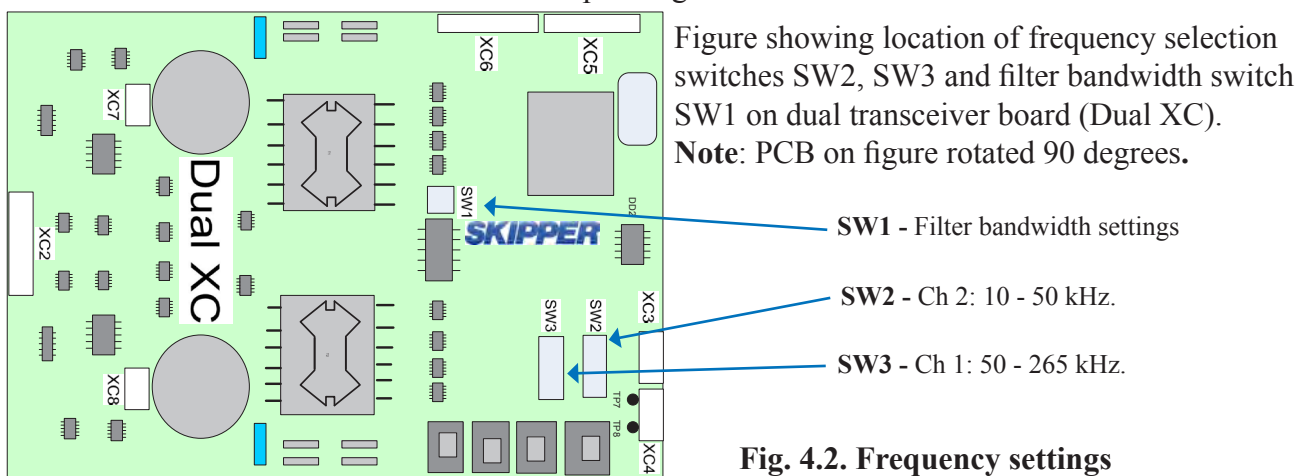 Figure showing location of frequency selection
switches SW2, SW3 and filter bandwidth switch
SW1 on dual transceiver board (Dual XC).
Note: PCB on figure rotated 90 degrees.
XC6
XC5
XC7
Dual XC
SW1
DD2
SKIPPER
SW1 - Filter bandwidth settings
XC2
SW2 - Ch 2: 10 - 50 kHz.
SW3
SW2
XC3
SW3 - Ch 1: 50 - 265 kHz.
XC8
TP7
TP8
XC4
Fig. 4.2. Frequency settings